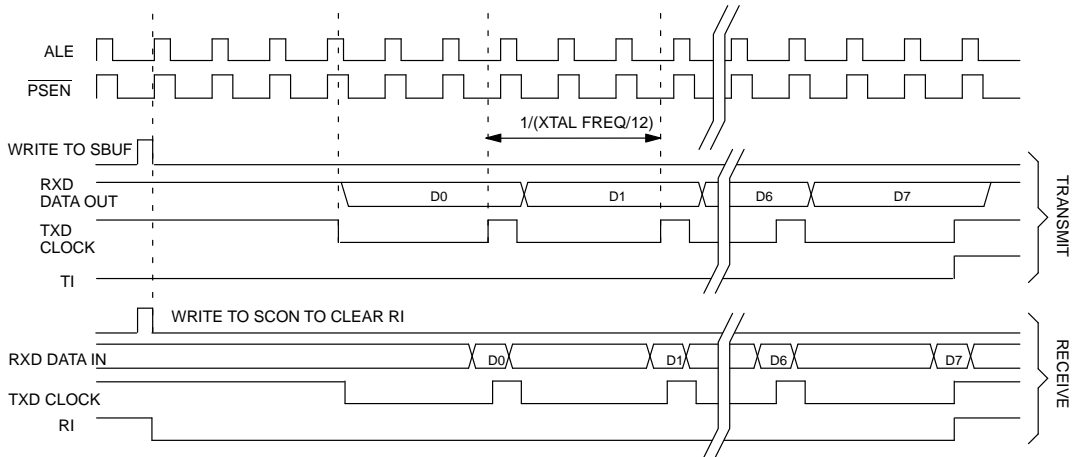 ALE
PSEN
1/(XTAL FREQ/12)
WRITE TO SBUF
RXD
DATA OUT
D0
D1
D6
D7
TXD
CLOCK
TI
TRANSMIT
WRITE TO SCON TO CLEAR RI
RXD DATA IN
D0
D1
D6
D7
TXD CLOCK
RI
RECEIVE